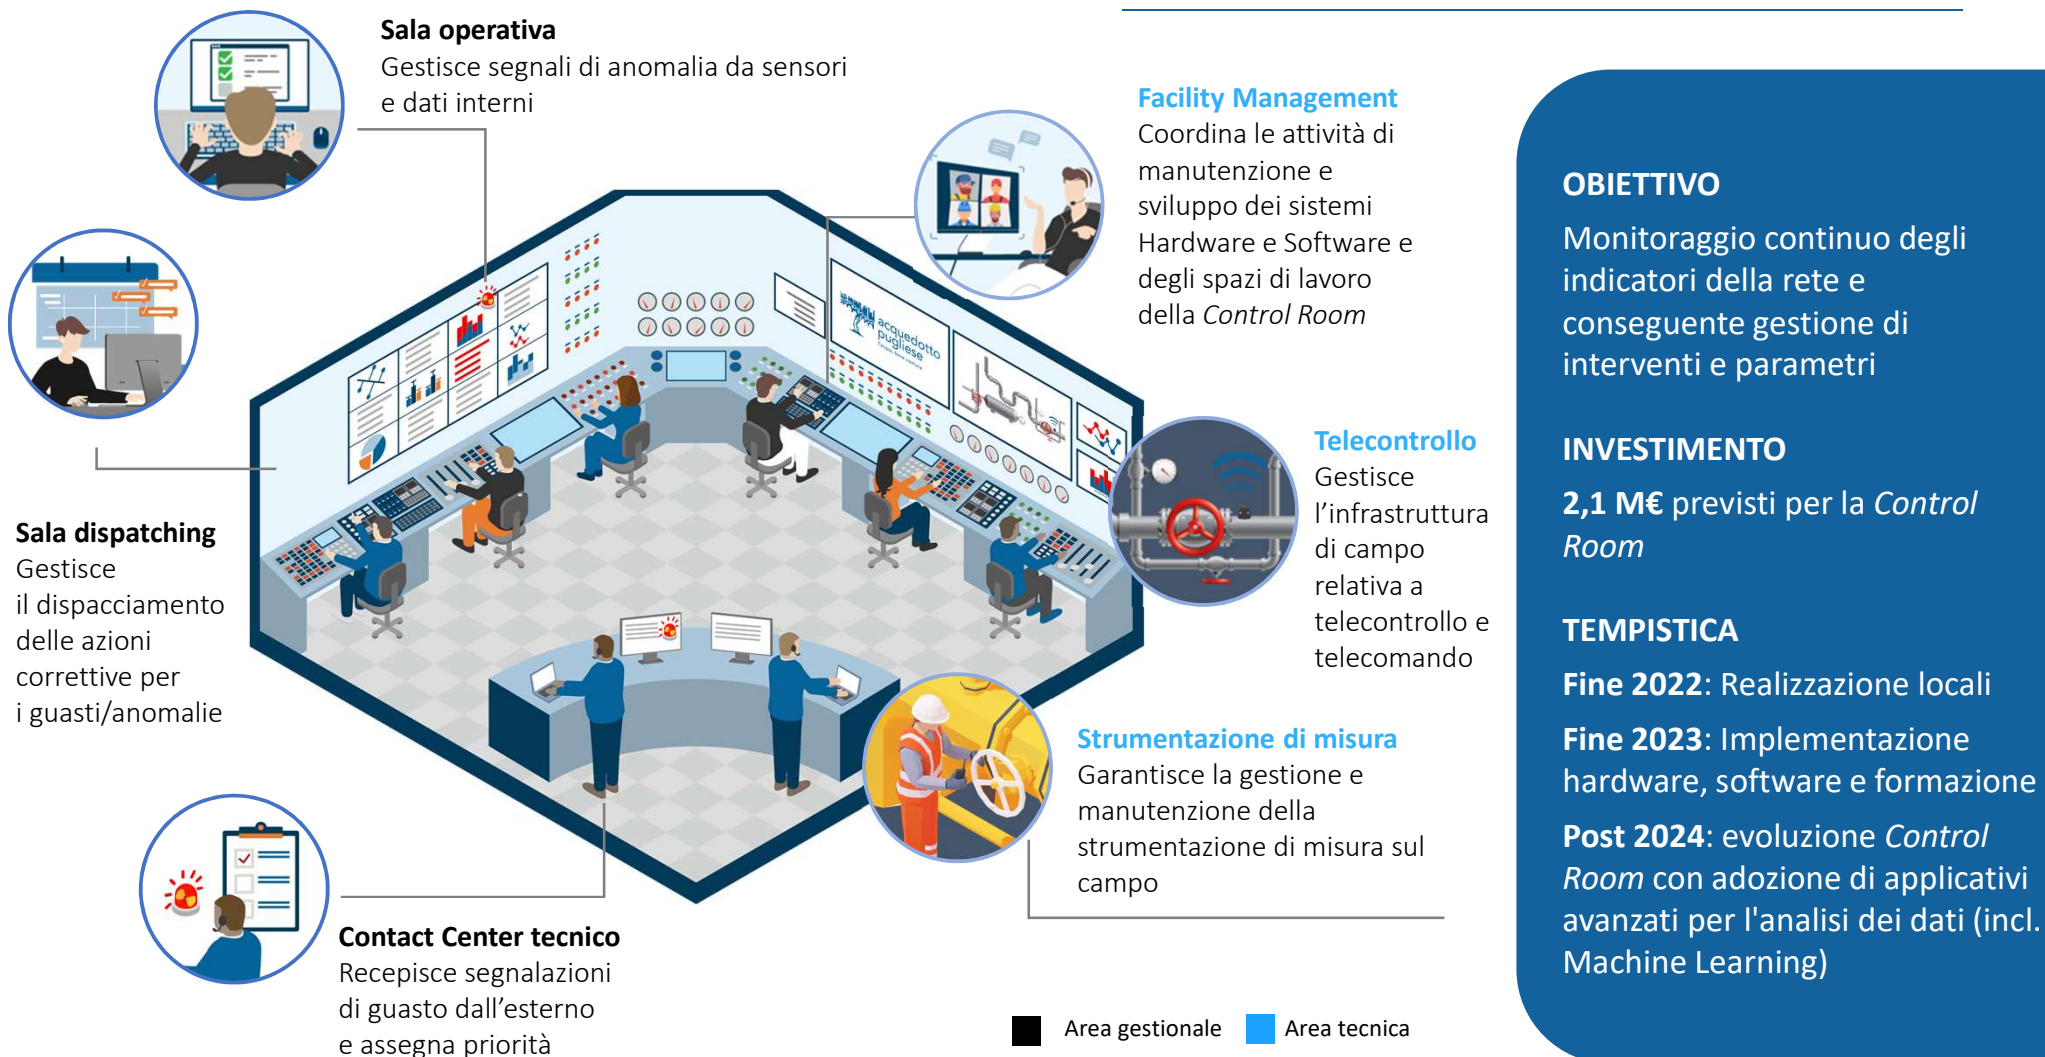 Sala operativa
Gestisce segnali di anomalia da sensori
e dati interni
Facility Management
Coordina le attività di
manutenzione e
sviluppo dei sistemi
Hardware e Software e
degli spazi di lavoro
della Control Room
acquedotto
pugliese
Telecontrollo
Gestisce
l’infrastruttura
di campo
relativa a
telecontrollo e
telecomando
Sala dispatching
Gestisce
il dispacciamento
delle azioni
correttive per
i guasti/anomalie
Strumentazione di misura
Garantisce la gestione e
manutenzione della
strumentazione di misura sul
campo
Contact Center tecnico
Recepisce segnalazioni
di guasto dall’esterno
e assegna priorità
Area gestionale
Area tecnica
OBIETTIVO
Monitoraggio continuo degli
indicatori della rete e
conseguente gestione di
interventi e parametri
INVESTIMENTO
2,1 M€ previsti per la Control
Room
TEMPISTICA
Fine 2022: Realizzazione locali
Fine 2023: Implementazione
hardware, software e formazione
Post 2024: evoluzione Control
Room con adozione di applicativi
avanzati per l'analisi dei dati (incl.
Machine Learning)